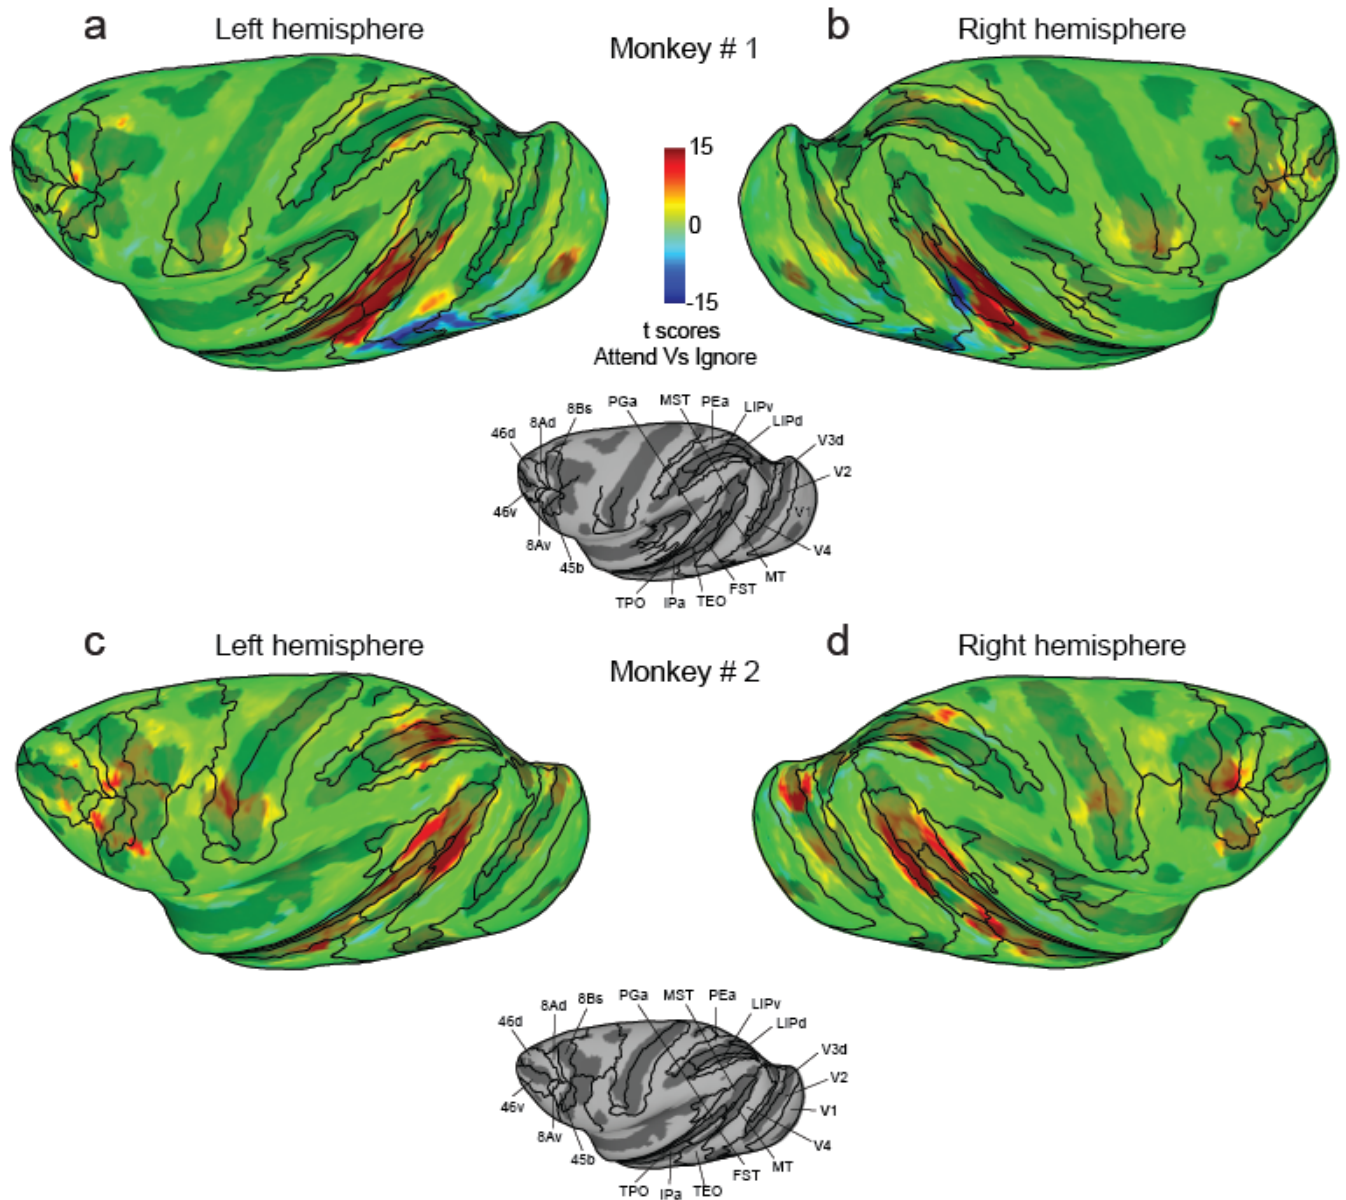 a
Left hemisphere
b
Right hemisphere
Monkey # 1
15
0
-15
t scores
Attend Vs Ignore
PGa
MST
PEa
LIPv
8Bs
8Ad
LIPd
46d
V3d
V2
V1
46v
8Av
V4
45b
MT
FST
TEO
TPO
IPa
c
Left hemisphere
d
Right hemisphere
Monkey # 2
PGa
MST
PEa
8Bs
8Ad
LIPv
46d
LIPd
V3d
V2
46v
V1
8Av
V4
45b
MT
FST
TEO
TPO
IPa